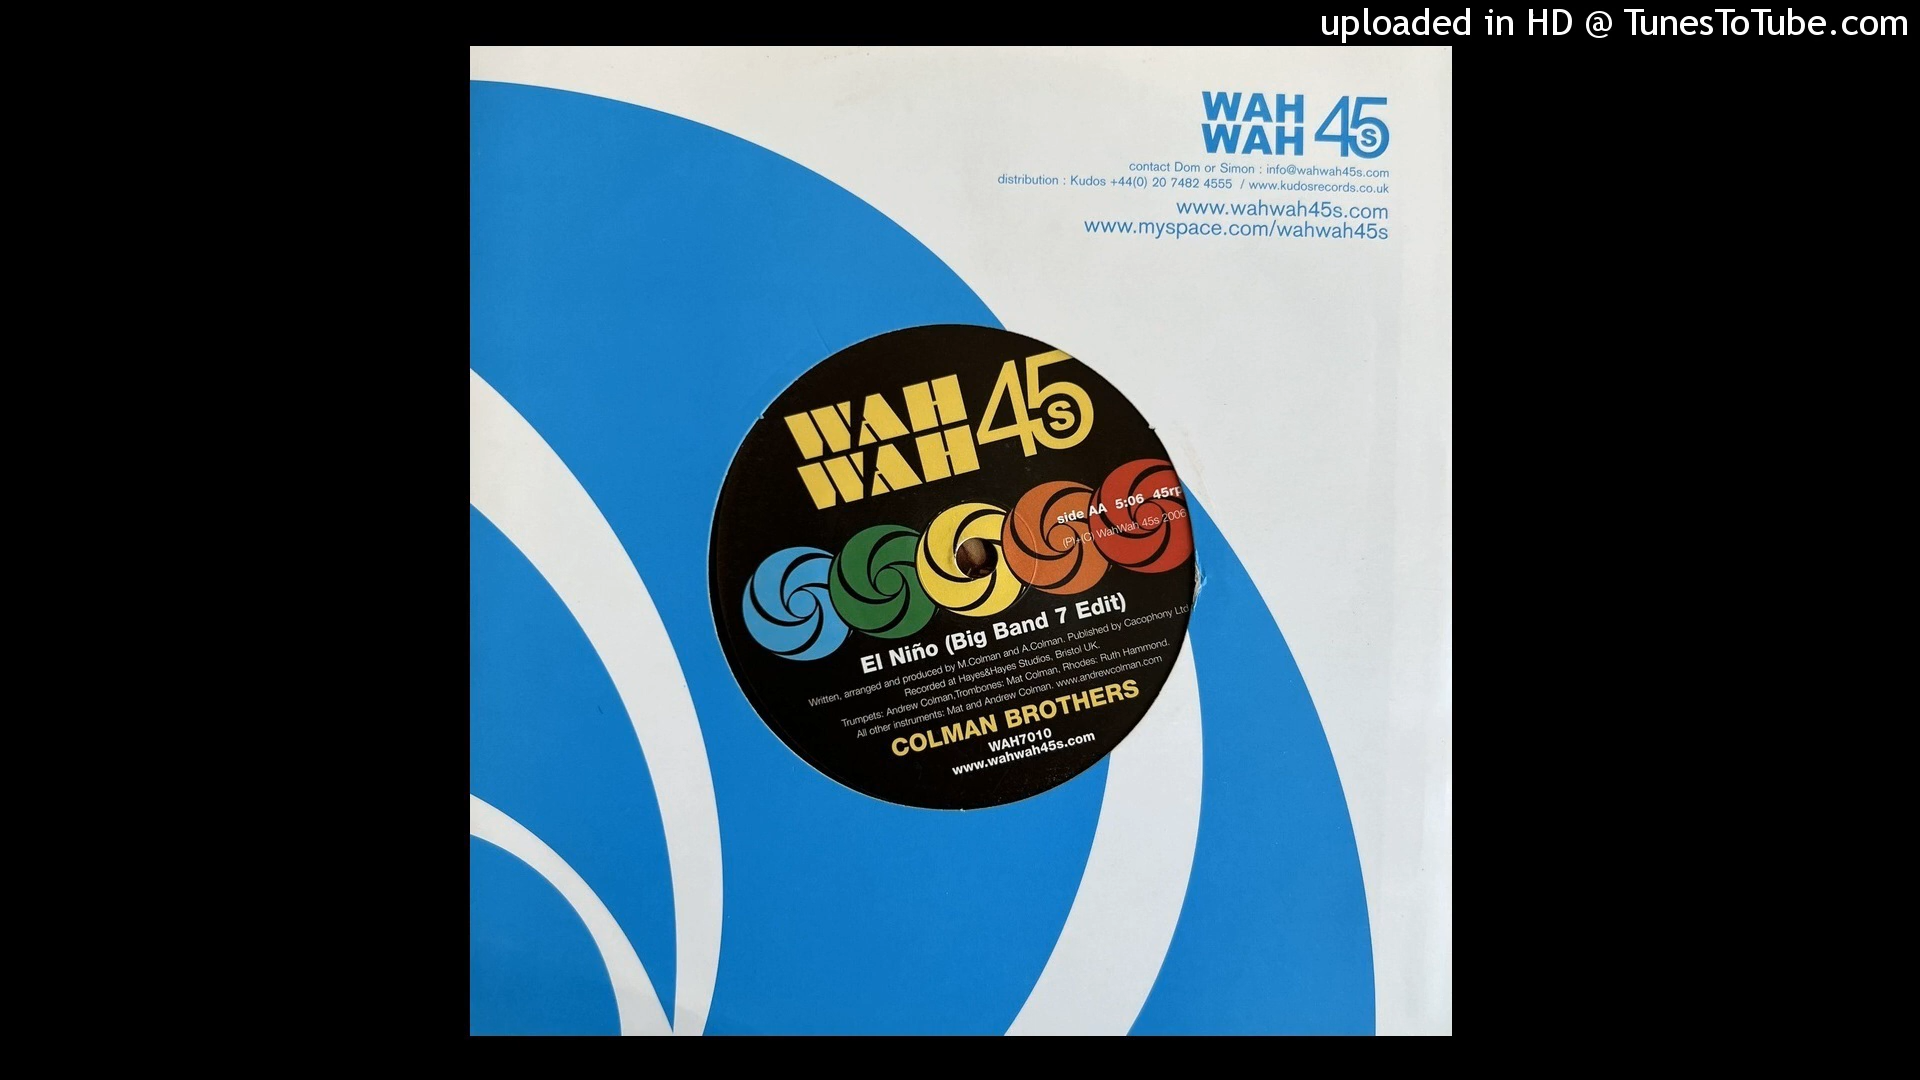 uploaded in HD @ TunesToTube.com
WAH
WAH 45s
contact Dom or Simon : info@wahwah45s.com
distribution : Kudos +44(0) 20 7482 4555 / www.kudosrecords.co.uk
www.wahwah45s.com
www.myspace.com/wahwah45s
WAH
WAH 45s
side AA 5:06 45rp
(P)+(C) WahWah 45s 2006
El Niño (Big Band 7 Edit)
Written, arranged and produced by M.Colman and A.Colman. Published by Cacophony Ltd
Recorded at Hayes&Hayes Studios, Bristol UK.
Trumpets: Andrew Colman,Trombones: Mat Colman, Rhodes: Ruth Hammond.
All other instruments: Mat and Andrew Colman. www.andrewcolman.com
COLMAN BROTHERS
WAH7010
www.wahwah45s.com